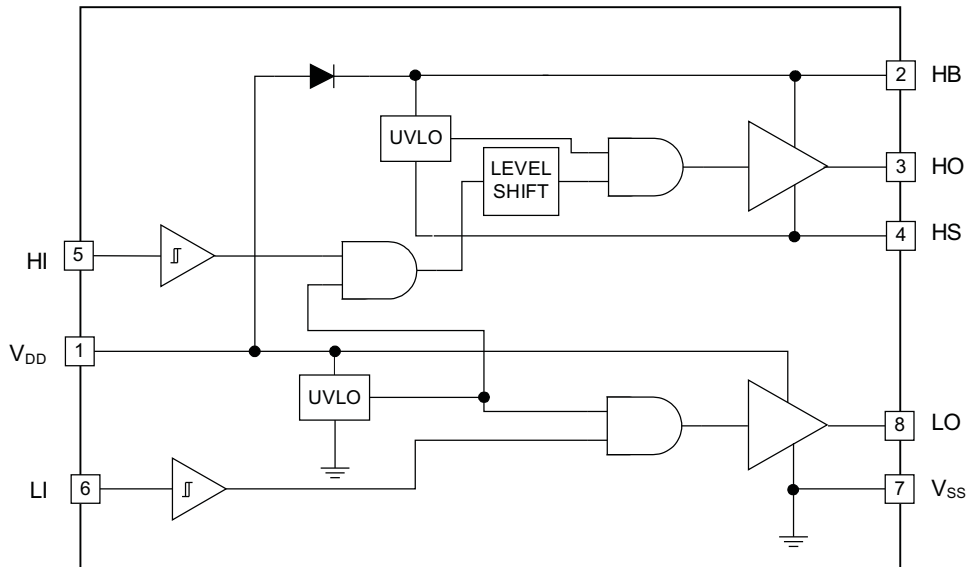 2 HB
UVLO
LEVEL
SHIFT
3 HO
HI 5
4 HS
VDD 1
UVLO
8 LO
LI 6
7 VSS